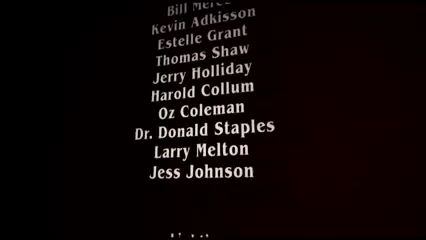 Bill
Kevin Adkisson
Estelle Grant
Thomas Shaw
Jerry Holliday
Harold Collum
Oz Coleman
Dr. Donald Staples
Larry Melton
Jess Johnson